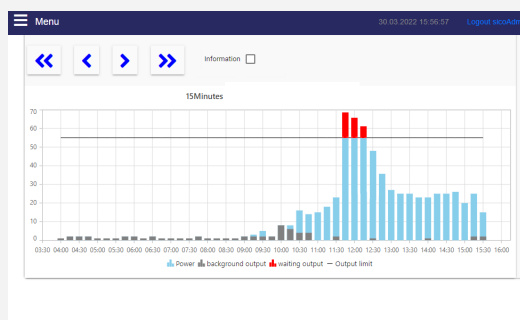 Menu
30.03.2022 15:56:57
Logout sicoAdm
Information
15Minutes
70
60
50
40
30
20
10
0
03:30 04:00 04:30 05:00 05:30 06:00 06:30 07:00 07:30 08:00 08:30 09:00 09:30 10:00 10:30 11:00 11:30 12:00 12:30 13:00 13:30 14:00 14:30 15:00 15:30 16:00
Power background output waiting output Output limit